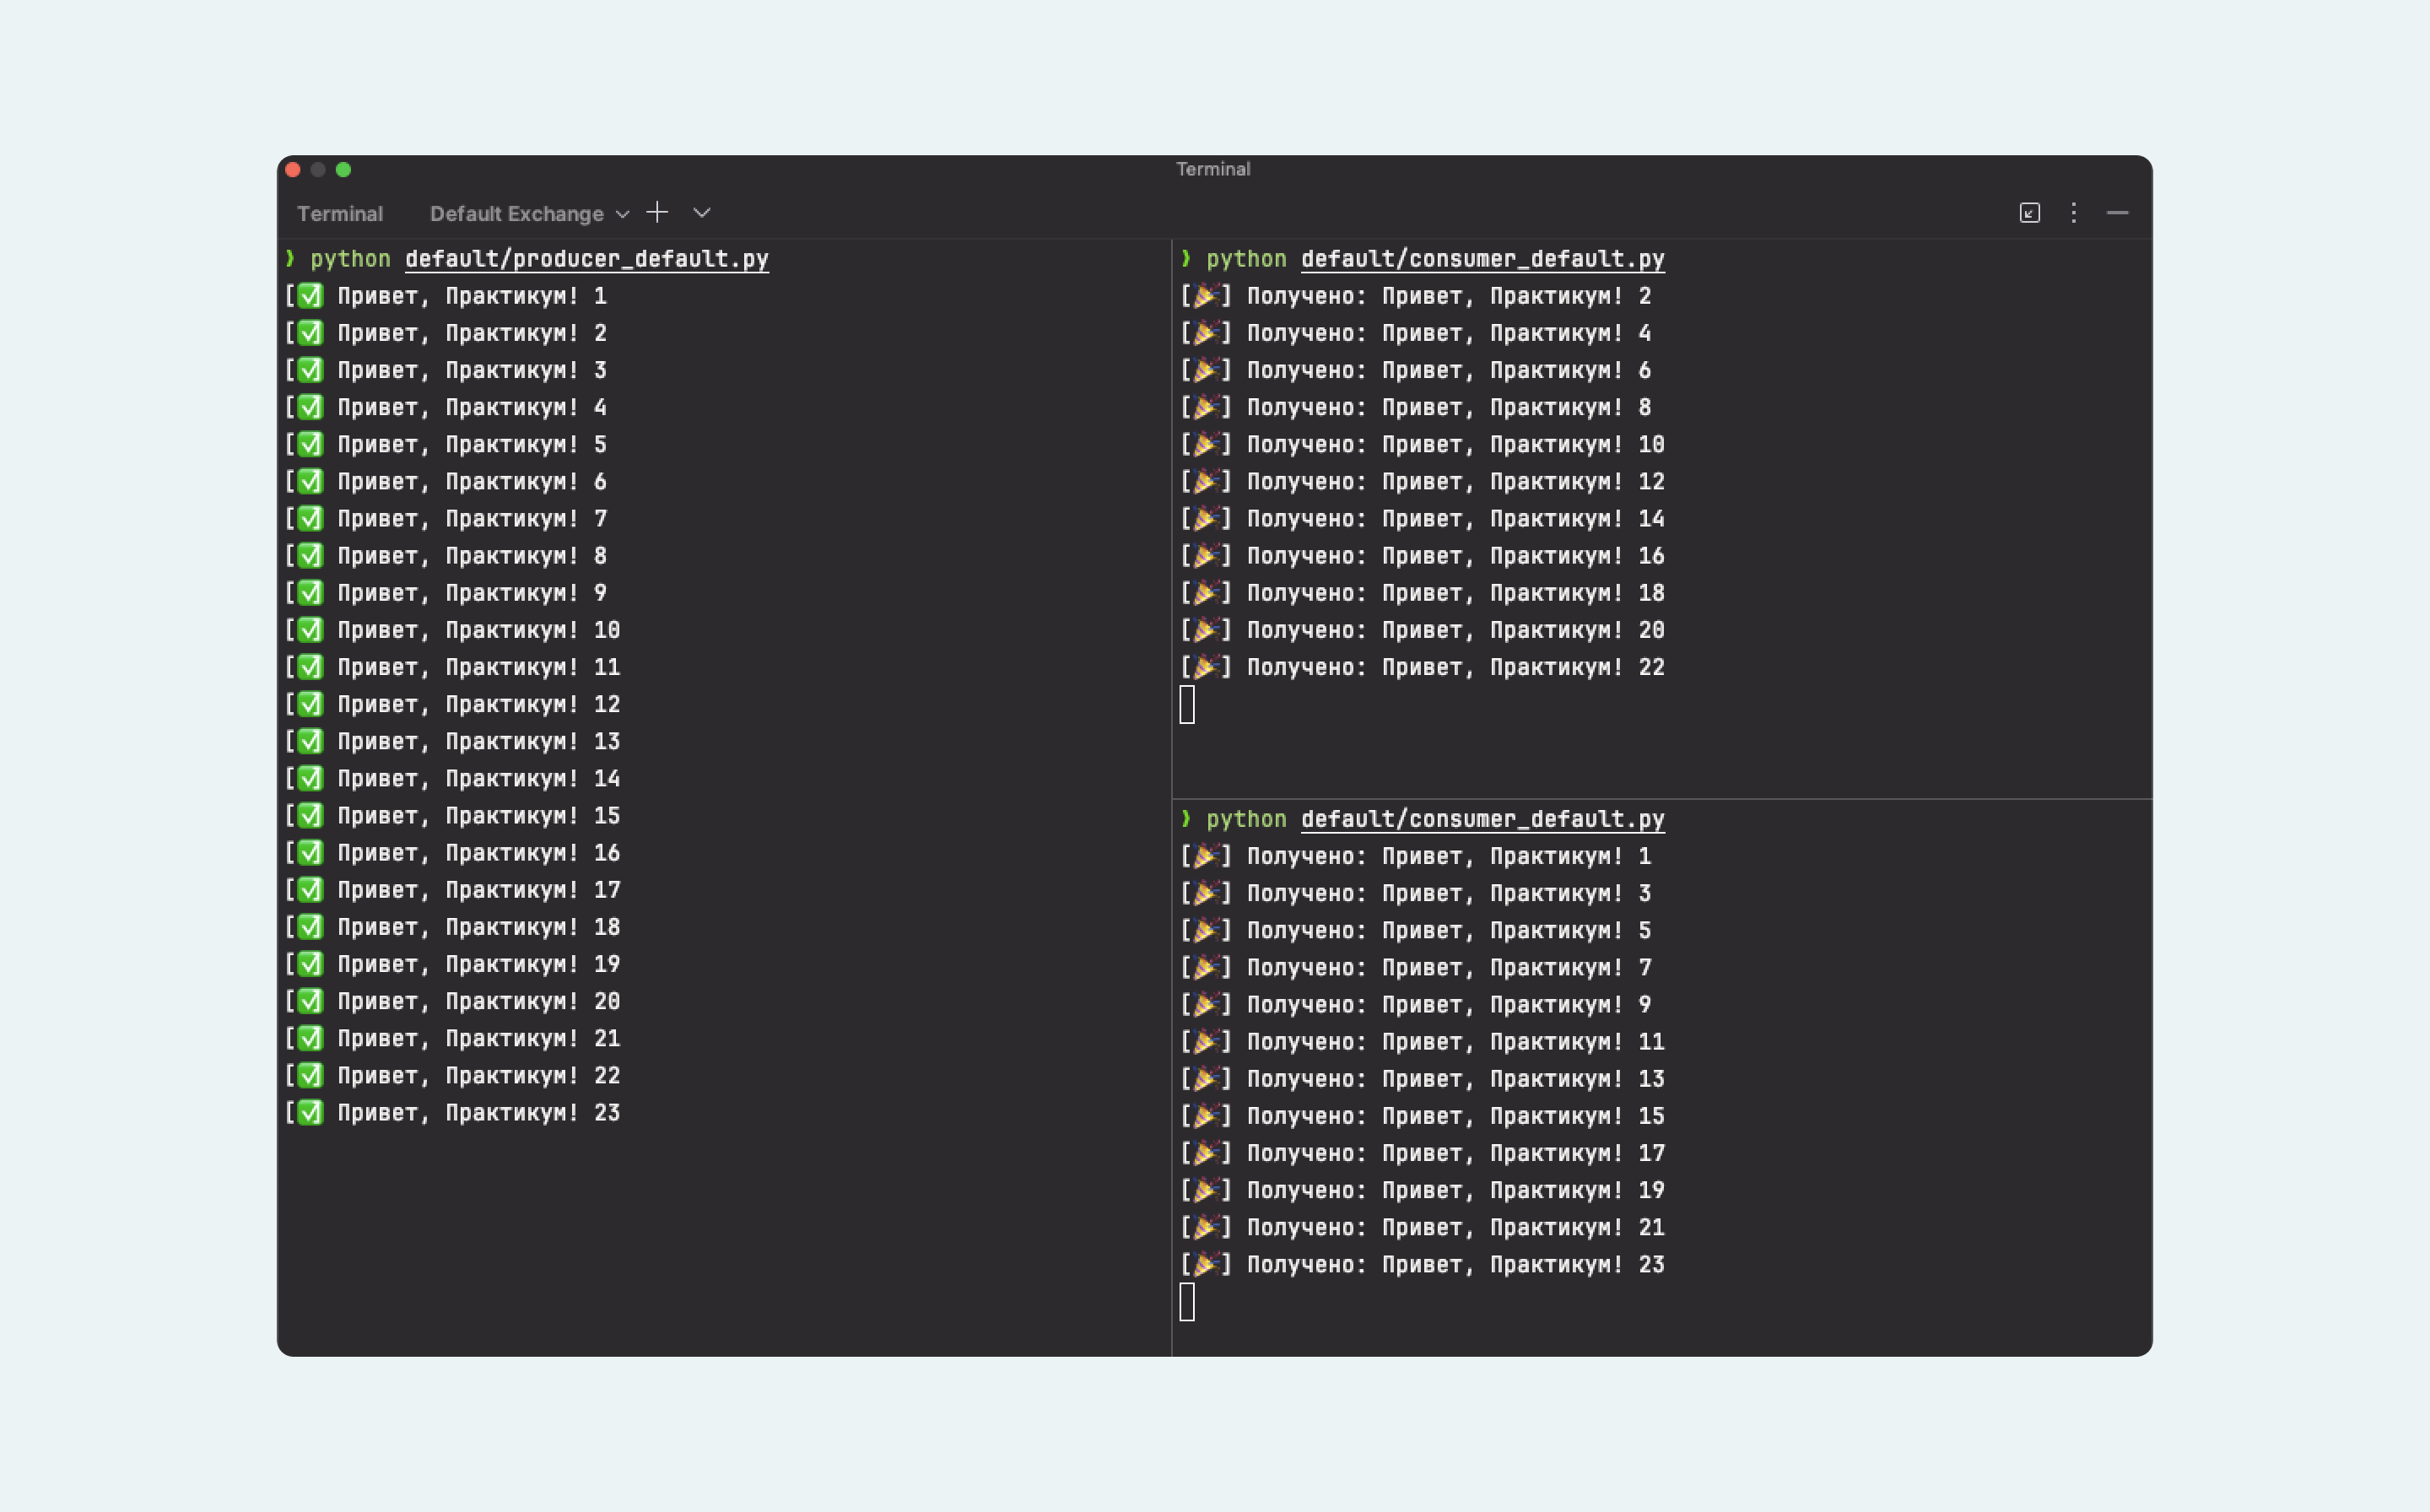 Terminal
Terminal Default Exchange
❯ python default/producer_default.py
[✅] Привет, Практикум! 1
[✅] Привет, Практикум! 2
[✅] Привет, Практикум! 3
[✅] Привет, Практикум! 4
[✅] Привет, Практикум! 5
[✅] Привет, Практикум! 6
[✅] Привет, Практикум! 7
[✅] Привет, Практикум! 8
[✅] Привет, Практикум! 9
[✅] Привет, Практикум! 10
[✅] Привет, Практикум! 11
[✅] Привет, Практикум! 12
[✅] Привет, Практикум! 13
[✅] Привет, Практикум! 14
[✅] Привет, Практикум! 15
[✅] Привет, Практикум! 16
[✅] Привет, Практикум! 17
[✅] Привет, Практикум! 18
[✅] Привет, Практикум! 19
[✅] Привет, Практикум! 20
[✅] Привет, Практикум! 21
[✅] Привет, Практикум! 22
[✅] Привет, Практикум! 23
❯ python default/consumer_default.py
[🎉] Получено: Привет, Практикум! 2
[🎉] Получено: Привет, Практикум! 4
[🎉] Получено: Привет, Практикум! 6
[🎉] Получено: Привет, Практикум! 8
[🎉] Получено: Привет, Практикум! 10
[🎉] Получено: Привет, Практикум! 12
[🎉] Получено: Привет, Практикум! 14
[🎉] Получено: Привет, Практикум! 16
[🎉] Получено: Привет, Практикум! 18
[🎉] Получено: Привет, Практикум! 20
[🎉] Получено: Привет, Практикум! 22
❯ python default/consumer_default.py
[🎉] Получено: Привет, Практикум! 1
[🎉] Получено: Привет, Практикум! 3
[🎉] Получено: Привет, Практикум! 5
[🎉] Получено: Привет, Практикум! 7
[🎉] Получено: Привет, Практикум! 9
[🎉] Получено: Привет, Практикум! 11
[🎉] Получено: Привет, Практикум! 13
[🎉] Получено: Привет, Практикум! 15
[🎉] Получено: Привет, Практикум! 17
[🎉] Получено: Привет, Практикум! 19
[🎉] Получено: Привет, Практикум! 21
[🎉] Получено: Привет, Практикум! 23